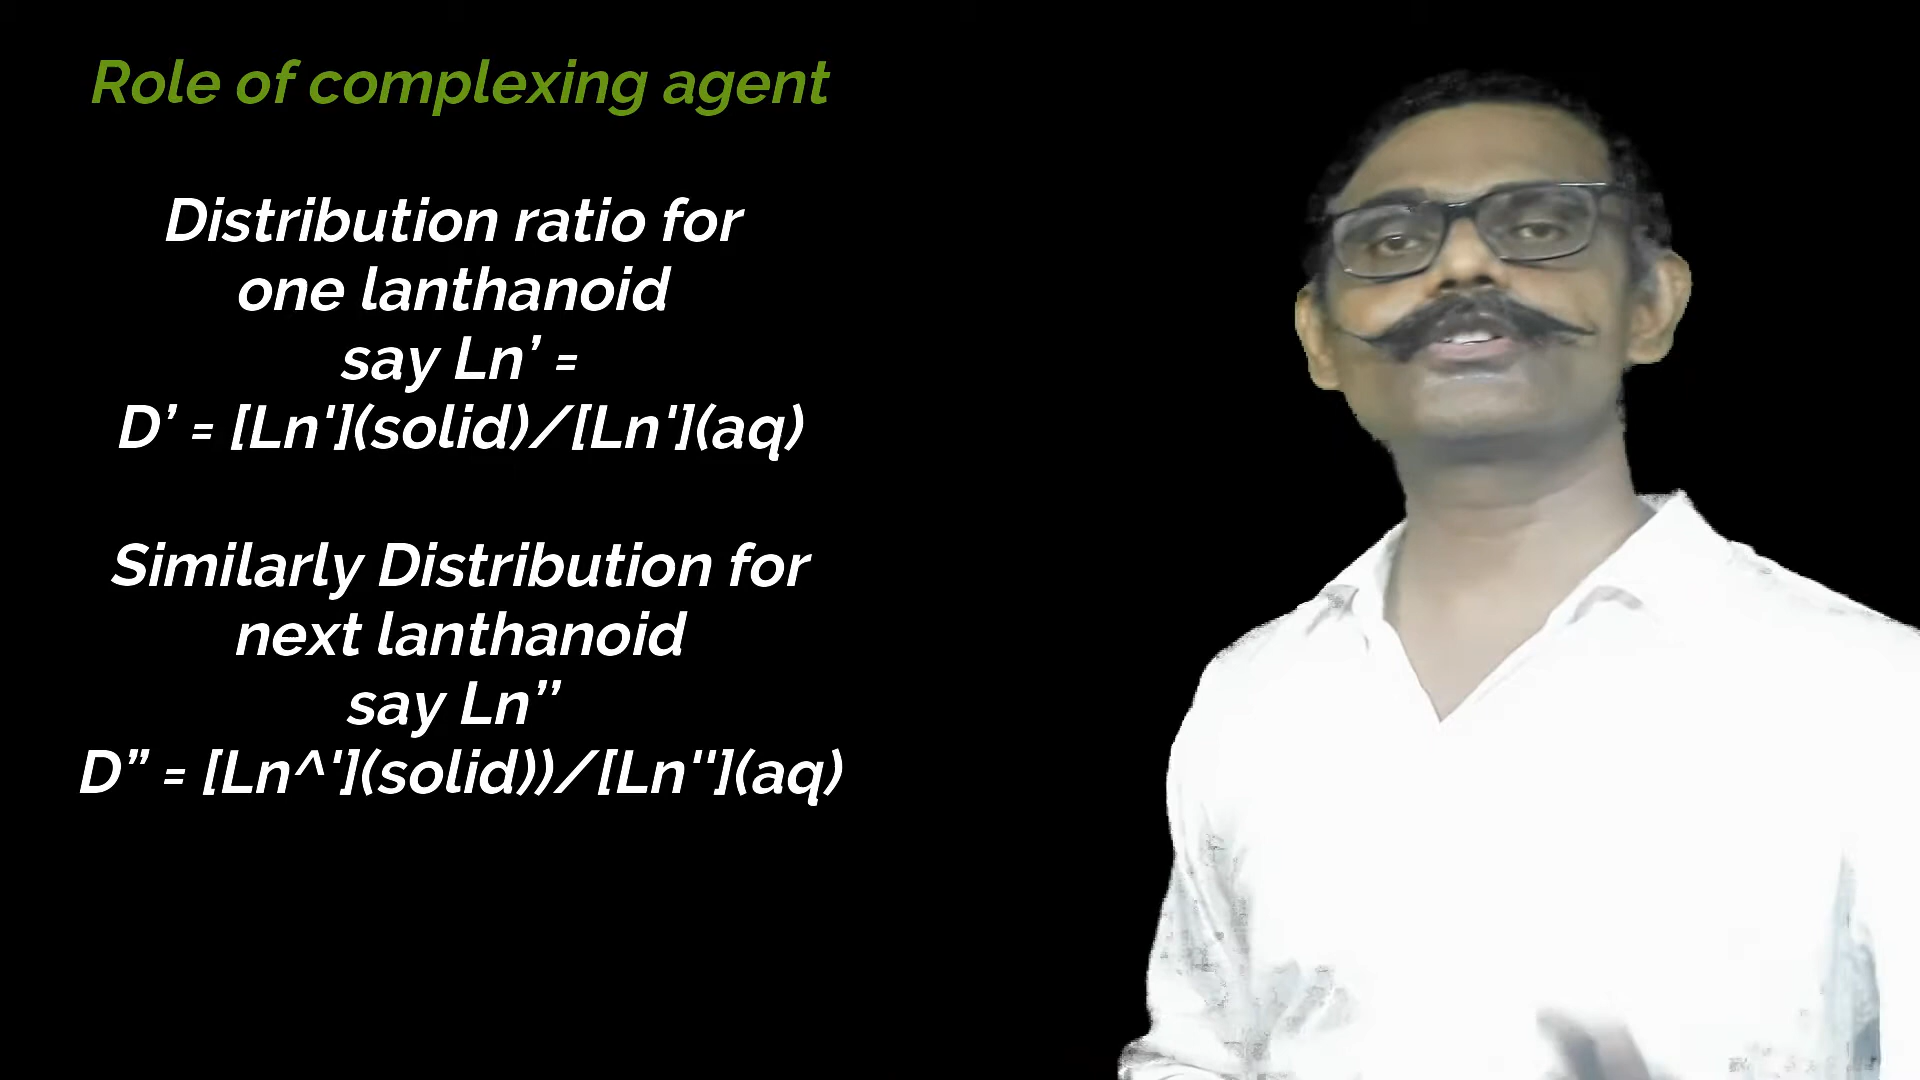 Role of complexing agent
Distribution ratio for
one lanthanoid
say Ln’ =
D’ = [Ln'](solid)/[Ln'](aq)
Similarly Distribution for
next lanthanoid
say Ln’’
D” = [Ln^'](solid))/[Ln''](aq)